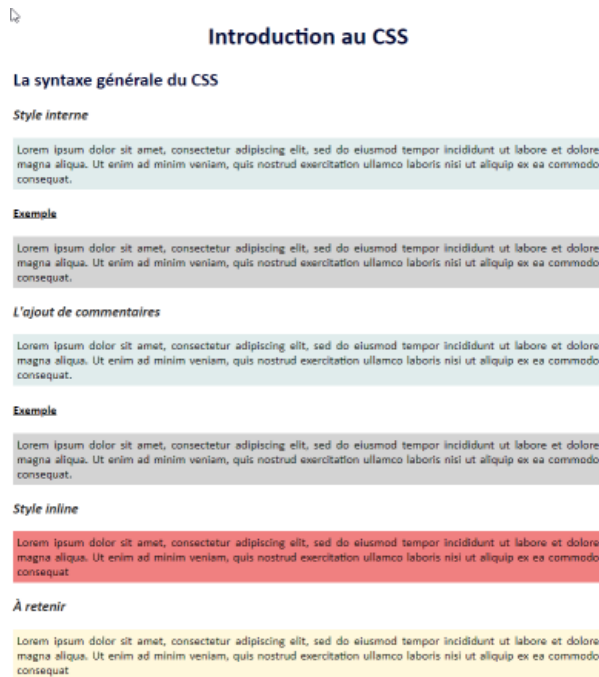 Introduction au CSS
La syntaxe générale du CSS
Style interne
Lorem ipsum dolor sit amet, consectetur adipiscing elit, sed do eiusmod tempor incididunt ut labore et dolore
magna aliqua. Ut enim ad minim veniam, quis nostrud exercitation ullamco laboris nisi ut aliquip ex ea commodo
consequat.
Exemple
Lorem ipsum dolor sit amet, consectetur adipiscing elit, sed do eiusmod tempor incididunt ut labore et dolore
magna aliqua. Ut enim ad minim veniam, quis nostrud exercitation ullamco laboris nisi ut aliquip ex ea commodo
consequat.
L'ajout de commentaires
Lorem ipsum dolor sit amet, consectetur adipiscing elit, sed do eiusmod tempor incididunt ut labore et dolore
magna aliqua. Ut enim ad minim veniam, quis nostrud exercitation ullamco laboris nisi ut aliquip ex ea commodo
consequat.
Exemple
Lorem ipsum dolor sit amet, consectetur adipiscing elit, sed do eiusmod tempor incididunt ut labore et dolore
magna aliqua. Ut enim ad minim veniam, quis nostrud exercitation ullamco laboris nisi ut aliquip ex ea commodo
consequat.
Style inline
Lorem ipsum dolor sit amet, consectetur adipiscing elit, sed do eiusmod tempor incididunt ut labore et dolore
magna aliqua. Ut enim ad minim veniam, quis nostrud exercitation ullamco laboris nisi ut aliquip ex ea commodo
consequat
À retenir
Lorem ipsum dolor sit amet, consectetur adipiscing elit, sed do eiusmod tempor incididunt ut labore et dolore
magna aliqua. Ut enim ad minim veniam, quis nostrud exercitation ullamco laboris nisi ut aliquip ex ea commodo
consequat